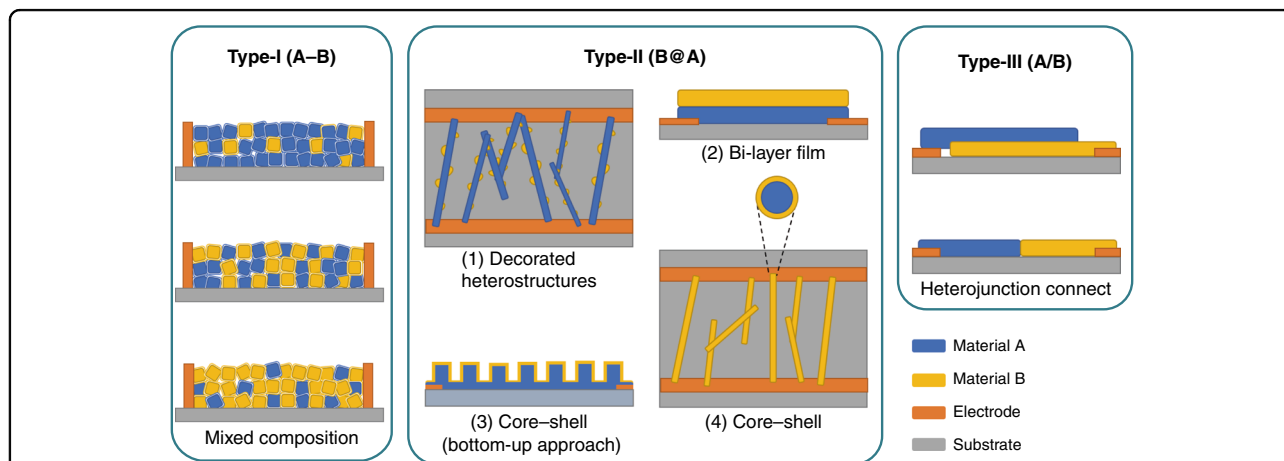 Type-I (A–B)
Mixed composition
Type-II (B@A)
(1) Decorated
heterostructures
(2) Bi-layer film
(3) Core–shell
(bottom-up approach)
(4) Core–shell
Type-III (A/B)
Heterojunction connect
Material A
Material B
Electrode
Substrate